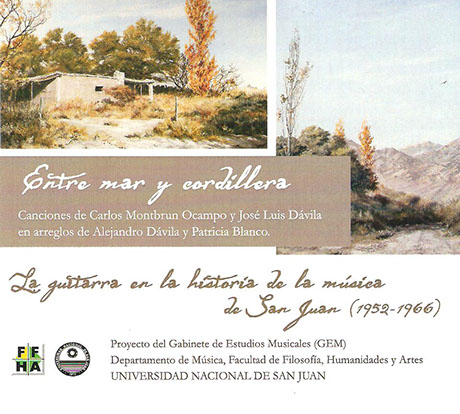 Entre mar y cordillera
Canciones de Carlos Montbrun Ocampo y José Luis Dávila
en arreglos de Alejandro Dávila y Patricia Blanco.
La guitarra en la historia de la música
de San Juan (1952-1966)
FF
HA
Proyecto del Gabinete de Estudios Musicales (GEM)
Departamento de Música, Facultad de Filosofía, Humanidades y Artes
UNIVERSIDAD NACIONAL DE SAN JUAN